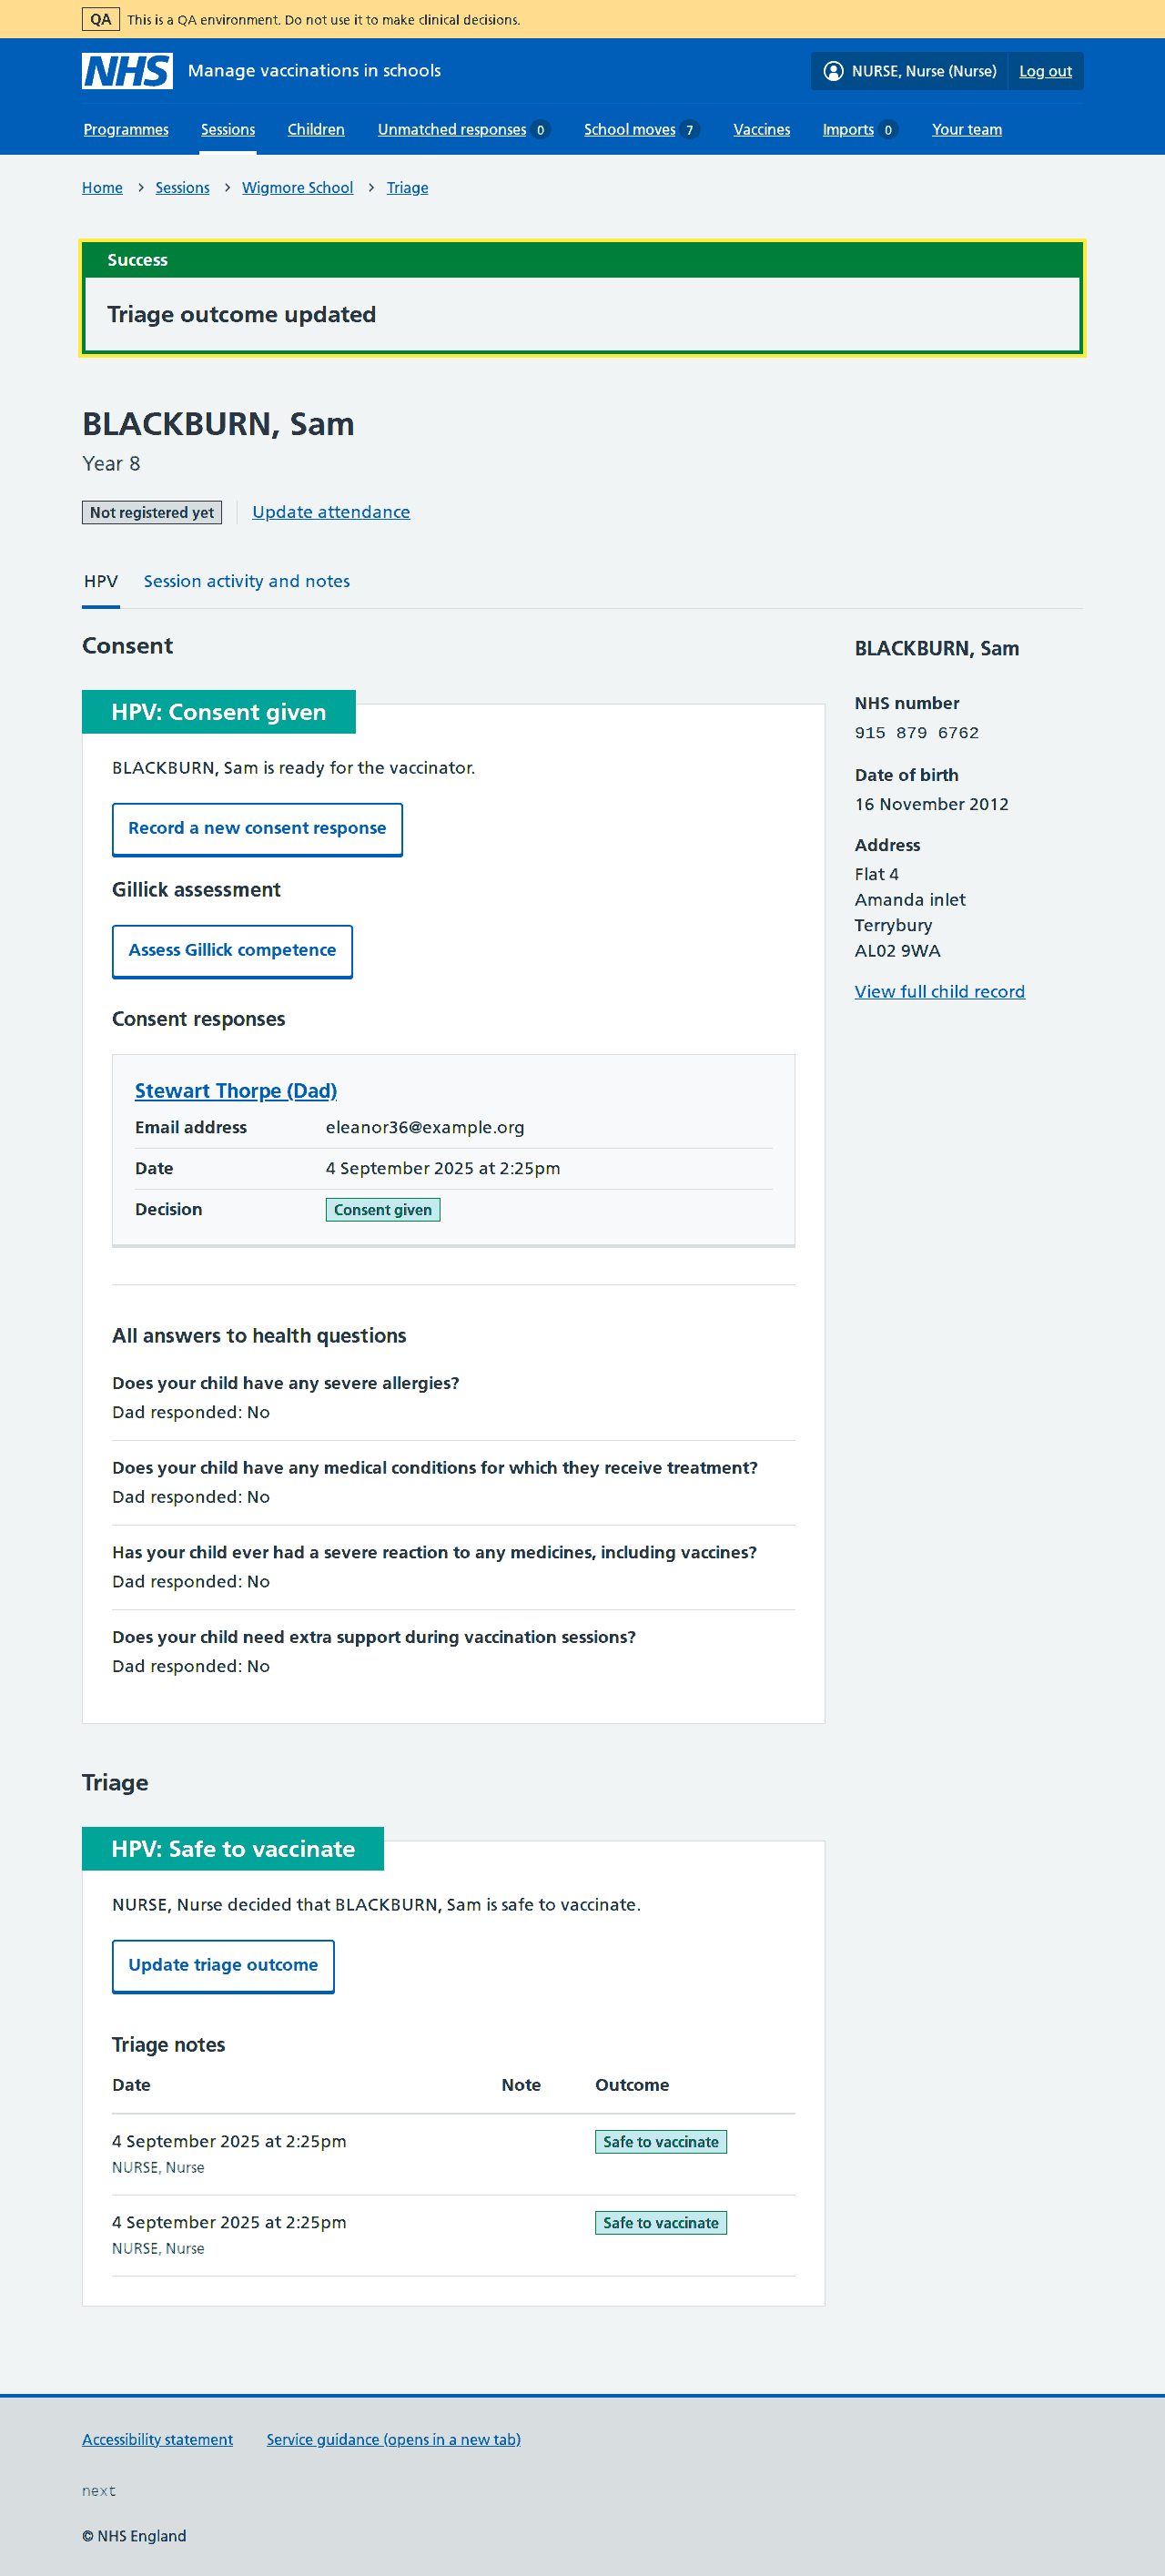 QA This is a QA environment. Do not use it to make clinical decisions.
NHS Manage vaccinations in schools NURSE, Nurse (Nurse) Log out
Programmes Sessions Children Unmatched responses 0 School moves 7 Vaccines Imports 0 Your team
Home > Sessions > Wigmore School > Triage
Success
Triage outcome updated
BLACKBURN, Sam
Year 8
Not registered yet Update attendance
HPV Session activity and notes
Consent
HPV: Consent given
BLACKBURN, Sam is ready for the vaccinator.
Record a new consent response
Gillick assessment
Assess Gillick competence
Consent responses
Stewart Thorpe (Dad)
Email address eleanor36@example.org
Date 4 September 2025 at 2:25pm
Decision Consent given
All answers to health questions
Does your child have any severe allergies?
Dad responded: No
Does your child have any medical conditions for which they receive treatment?
Dad responded: No
Has your child ever had a severe reaction to any medicines, including vaccines?
Dad responded: No
Does your child need extra support during vaccination sessions?
Dad responded: No
BLACKBURN, Sam
NHS number
915 879 6762
Date of birth
16 November 2012
Address
Flat 4
Amanda inlet
Terrybury
AL02 9WA
View full child record
Triage
HPV: Safe to vaccinate
NURSE, Nurse decided that BLACKBURN, Sam is safe to vaccinate.
Update triage outcome
Triage notes
Date Note Outcome
4 September 2025 at 2:25pm Safe to vaccinate
NURSE, Nurse
4 September 2025 at 2:25pm Safe to vaccinate
NURSE, Nurse
Accessibility statement Service guidance (opens in a new tab)
next
© NHS England